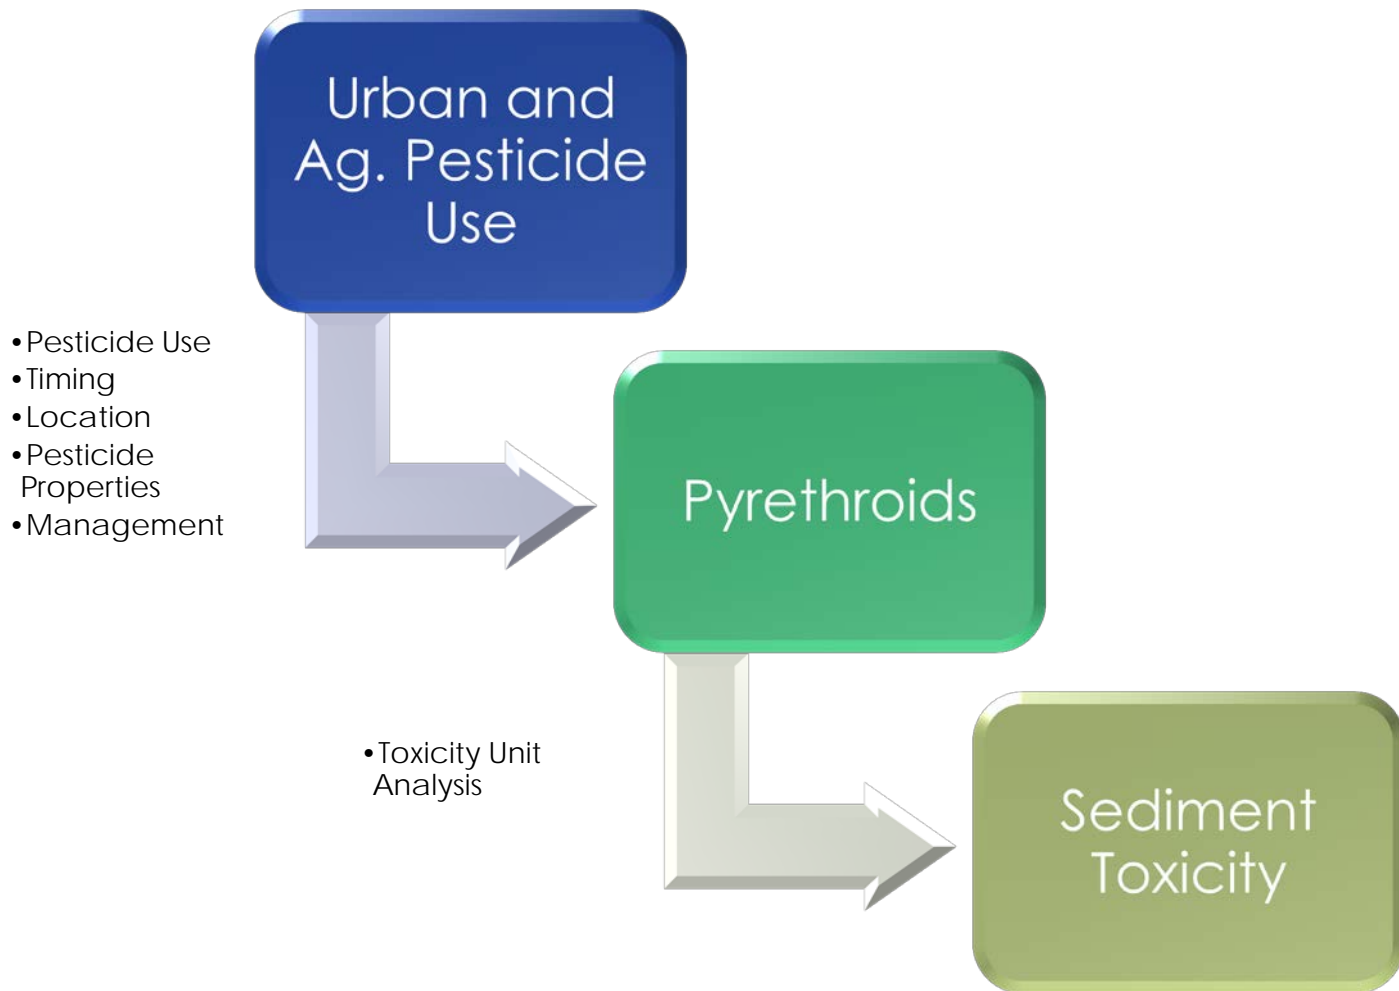 Urban and
Ag. Pesticide
Use
•Pesticide Use
•Timing
•Location
•Pesticide
Properties
•Management
Pyrethroids
•Toxicity Unit
Analysis
Sediment
Toxicity